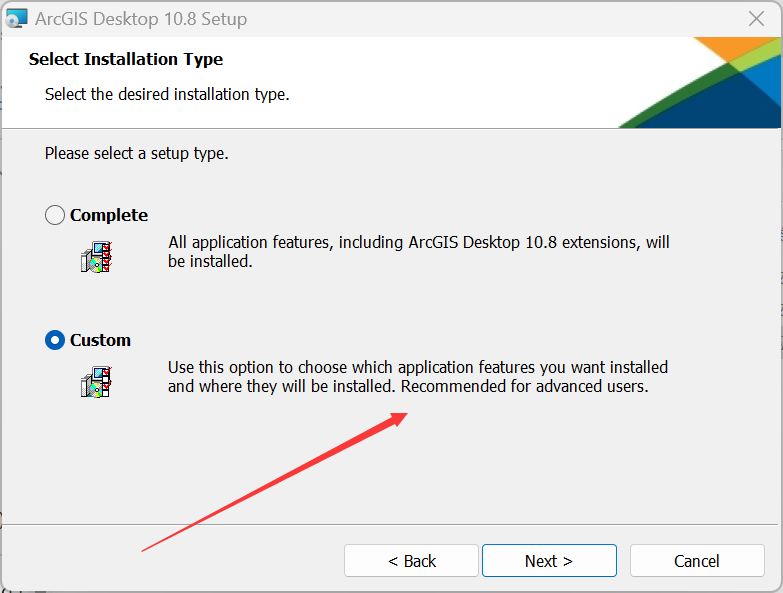 ArcGIS Desktop 10.8 Setup
Select Installation Type
Select the desired installation type.
Please select a setup type.
Complete
All application features, including ArcGIS Desktop 10.8 extensions, will
be installed.
Custom
Use this option to choose which application features you want installed
and where they will be installed. Recommended for advanced users.
< Back
Next >
Cancel